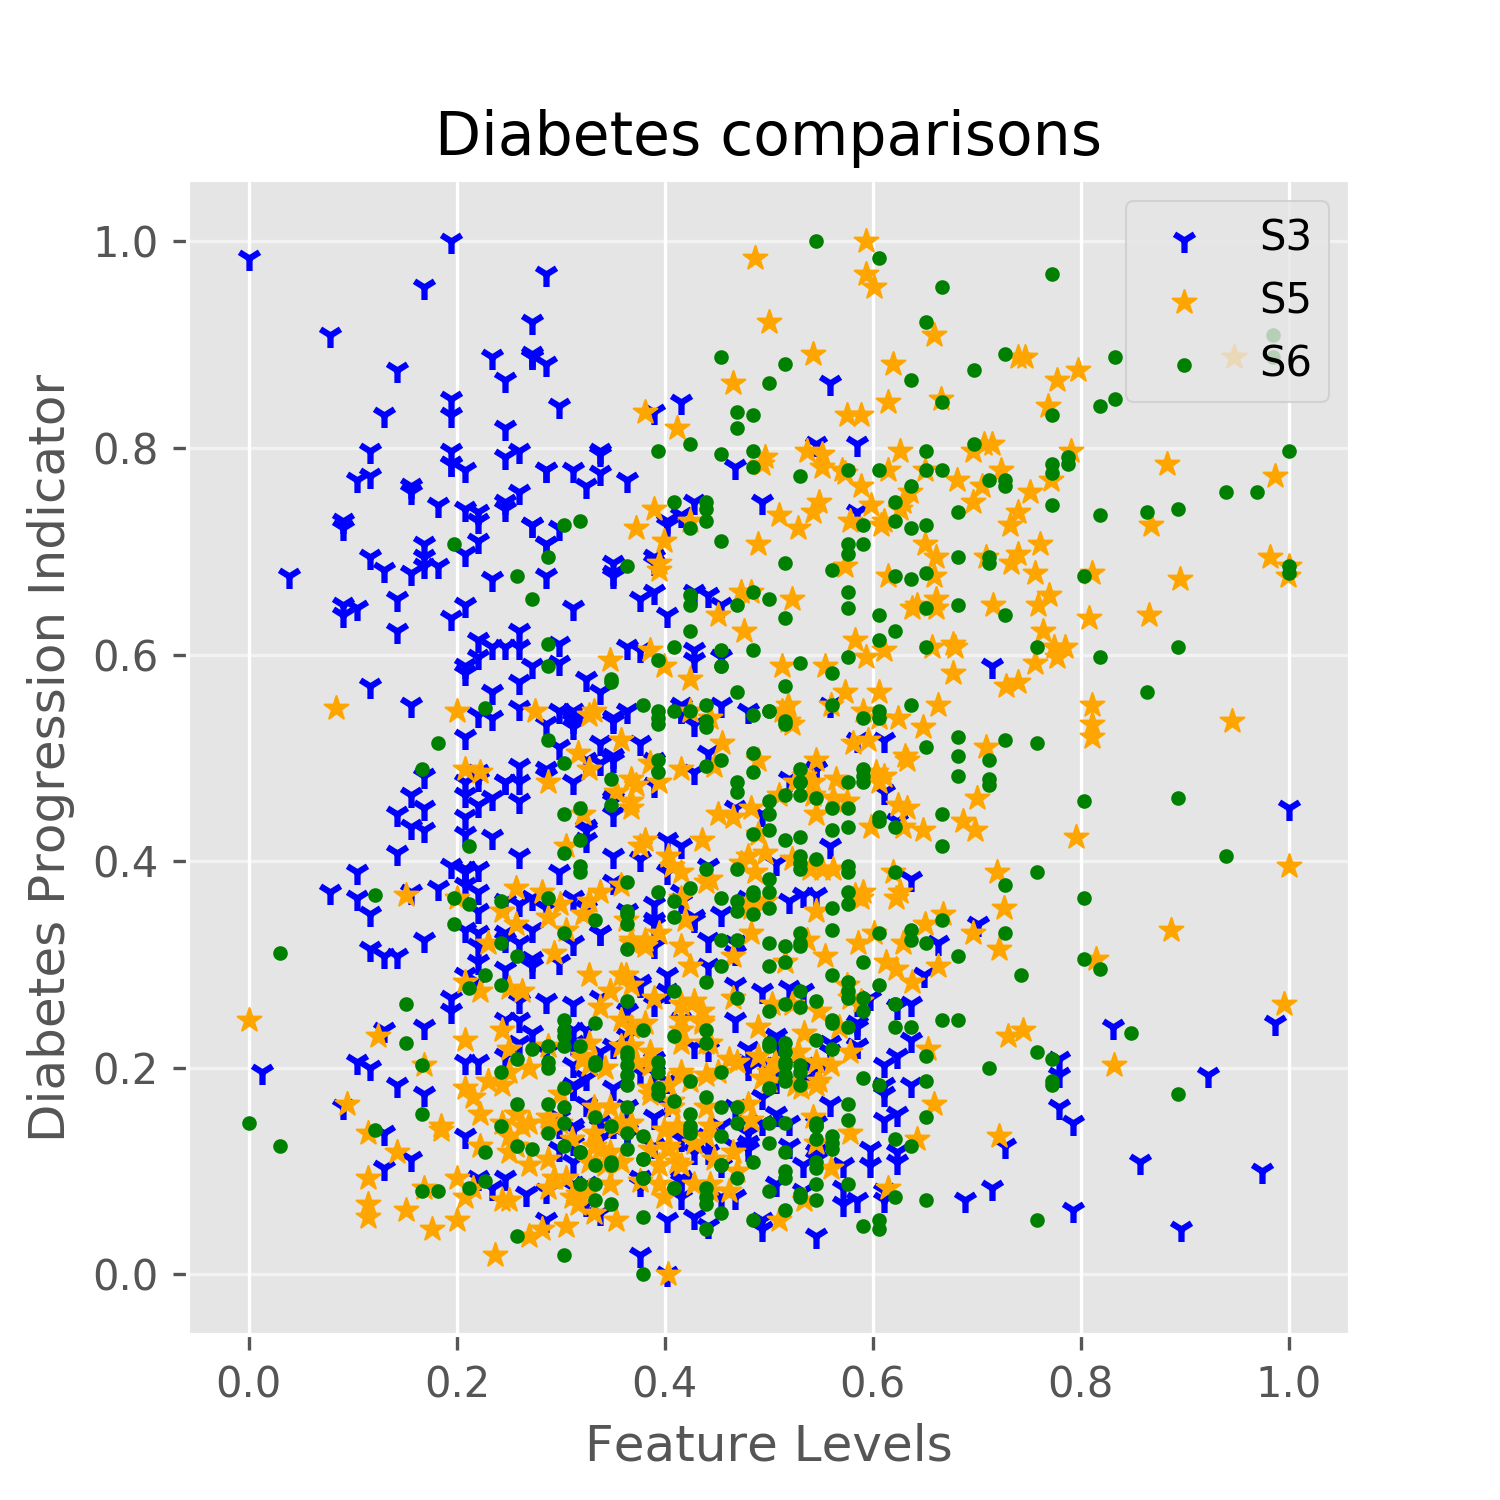 Diabetes comparisons
S3
S5
S6
1.0
0.8
0.6
0.4
0.2
0.0
Diabetes Progression Indicator
0.0 0.2 0.4 0.6 0.8 1.0
Feature Levels